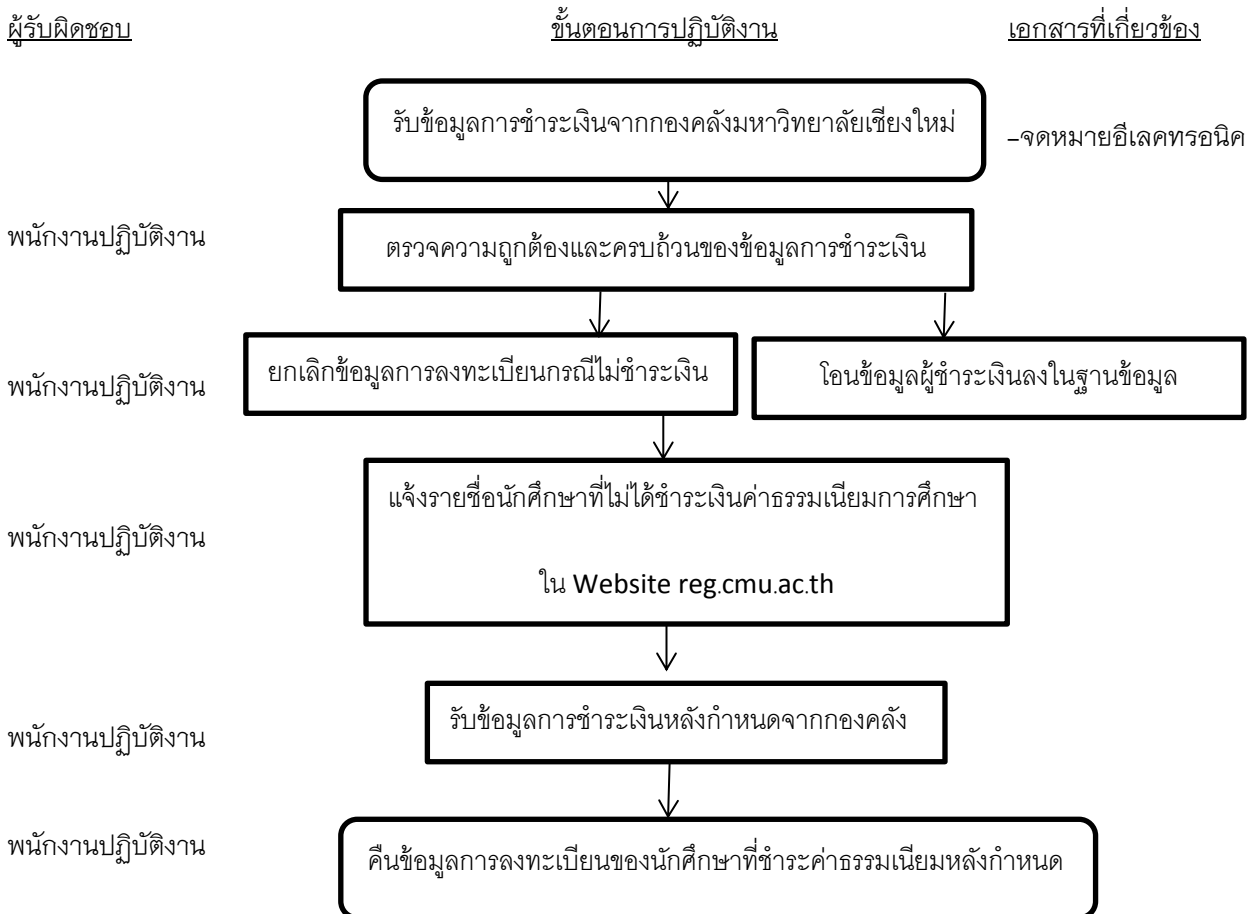 ผู้รับผิดชอบ ขั้นตอนการปฏิบัติงาน เอกสารที่เกี่ยวข้อง
รับข้อมูลการชำระเงินจากกองคลังมหาวิทยาลัยเชียงใหม่
–จดหมายอีเลคทรอนิค
พนักงานปฏิบัติงาน
ตรวจความถูกต้องและครบถ้วนของข้อมูลการชำระเงิน
พนักงานปฏิบัติงาน
ยกเลิกข้อมูลการลงทะเบียนกรณีไม่ชำระเงิน
โอนข้อมูลผู้ชำระเงินลงในฐานข้อมูล
พนักงานปฏิบัติงาน
แจ้งรายชื่อนักศึกษาที่ไม่ได้ชำระเงินค่าธรรมเนียมการศึกษา
ใน Website reg.cmu.ac.th
พนักงานปฏิบัติงาน
รับข้อมูลการชำระเงินหลังกำหนดจากกองคลัง
พนักงานปฏิบัติงาน
คืนข้อมูลการลงทะเบียนของนักศึกษาที่ชำระค่าธรรมเนียมหลังกำหนด